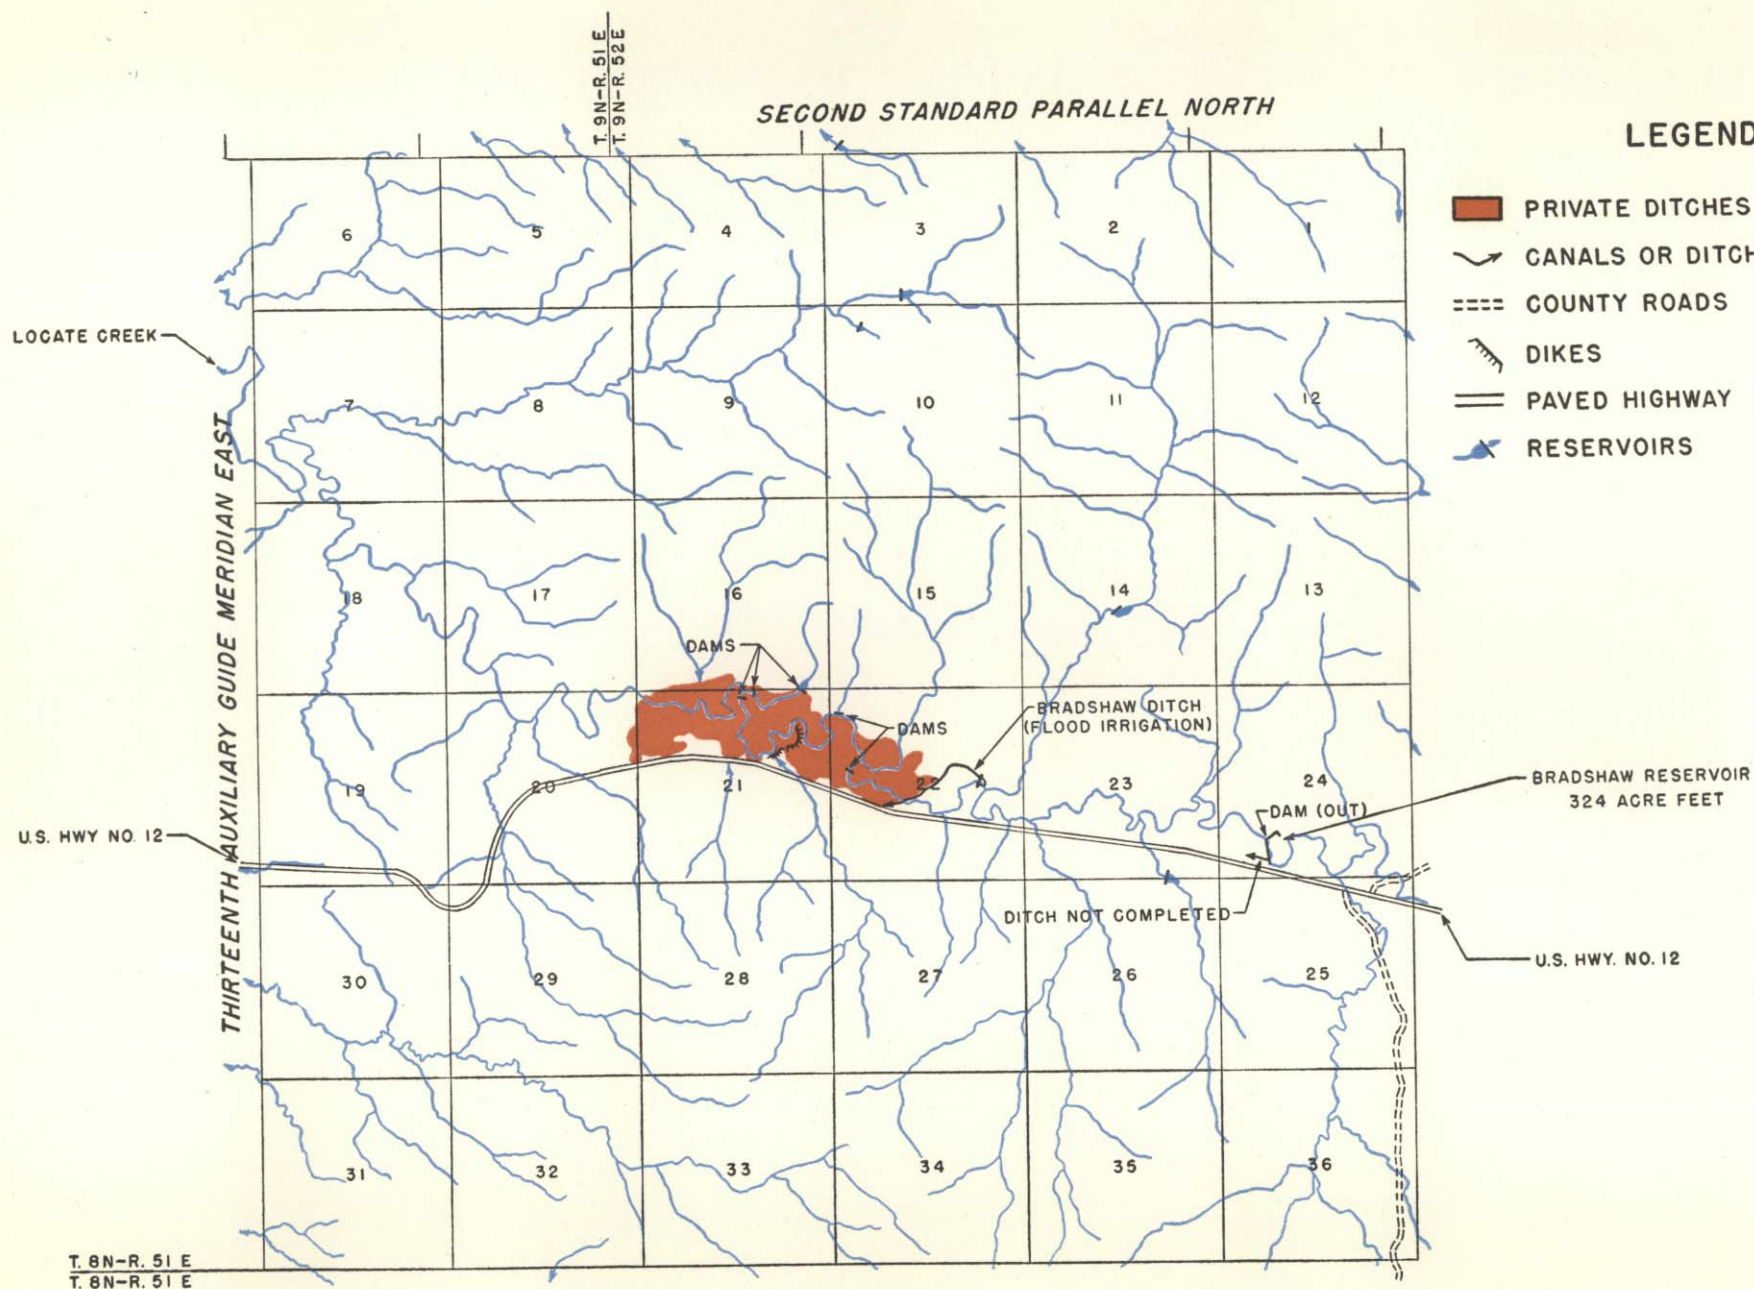 T. 9N-R. 51 E
T. 9N-R. 52 E
SECOND STANDARD PARALLEL NORTH
LEGEND
PRIVATE DITCHES
CANALS OR DITCH
COUNTY ROADS
DIKES
PAVED HIGHWAY
RESERVOIRS
6 5 4 3 2 1
LOCATE CREEK
7 8 9 10 11 12
THIRTEENTH AUXILIARY GUIDE MERIDIAN EAST
18 17 16 15 14 13
DAMS
BRADSHAW DITCH
(FLOOD IRRIGATION)
DAMS
19 20 21 22 23 24
BRADSHAW RESERVOIR
324 ACRE FEET
DAM (OUT)
U.S. HWY NO. 12
DITCH NOT COMPLETED
U.S. HWY. NO. 12
30 29 28 27 26 25
31 32 33 34 35 36
T. 8N-R. 51 E
T. 8N-R. 51 E